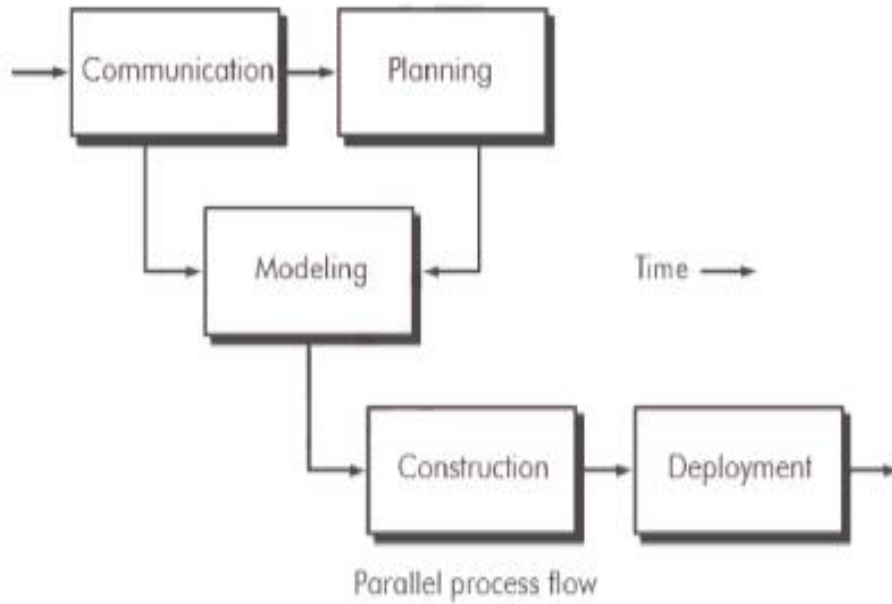 Communication
Planning
Modeling
Time
Construction
Deployment
Parallel process flow